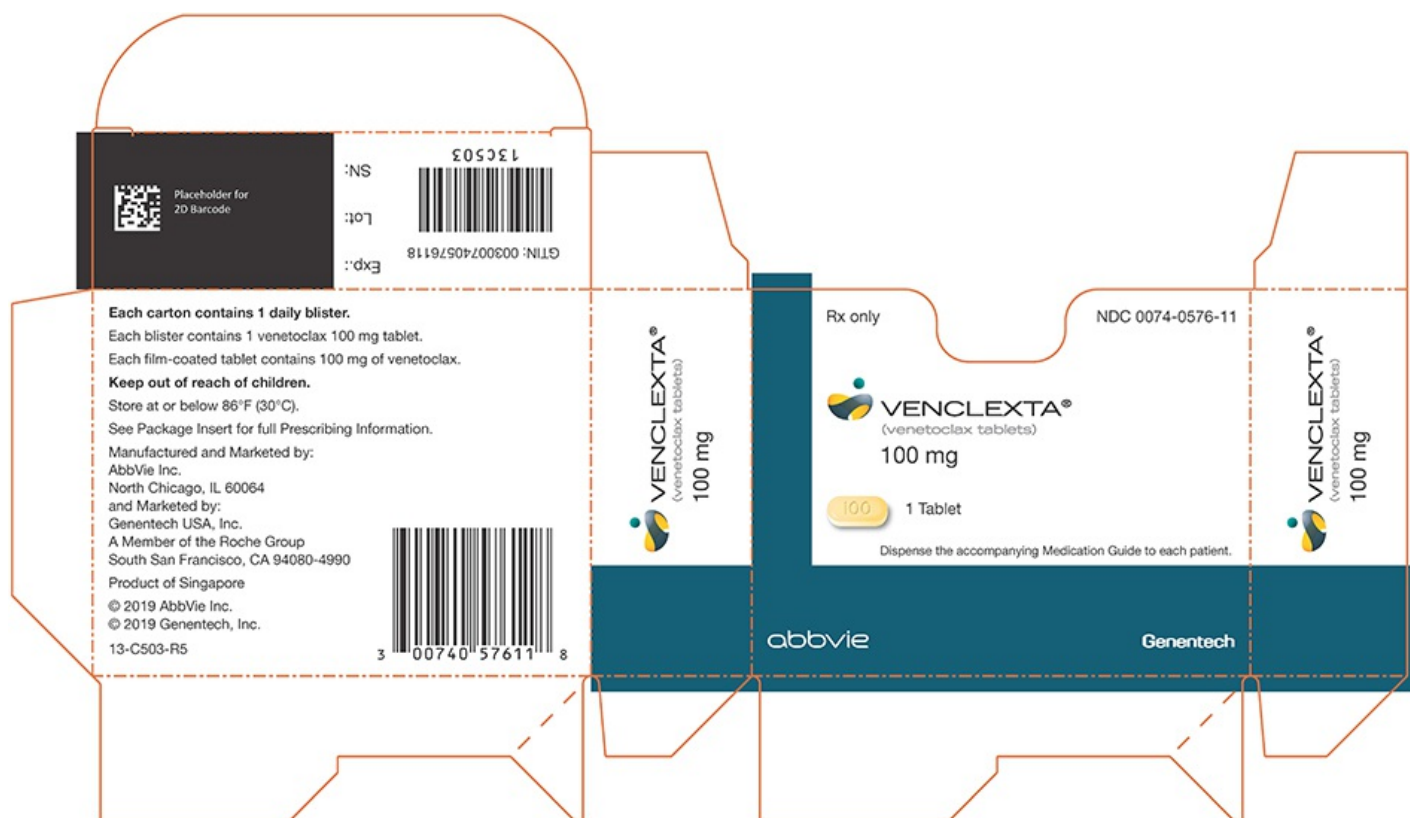 Placeholder for
2D Barcode
SN:
Lot:
Exp.:
13C503
GTIN: 00300740576118
Each carton contains 1 daily blister.
Each blister contains 1 venetoclax 100 mg tablet.
Each film-coated tablet contains 100 mg of venetoclax.
Keep out of reach of children.
Store at or below 86°F (30°C).
See Package Insert for full Prescribing Information.
Manufactured and Marketed by:
AbbVie Inc.
North Chicago, IL 60064
and Marketed by:
Genentech USA, Inc.
A Member of the Roche Group
South San Francisco, CA 94080-4990
Product of Singapore
© 2019 AbbVie Inc.
© 2019 Genentech, Inc.
13-C503-R5
3 00740 57611 8
VENCLEXTA®
(venetoclax tablets)
100 mg
Rx only
NDC 0074-0576-11
VENCLEXTA®
(venetoclax tablets)
100 mg
100
1 Tablet
Dispense the accompanying Medication Guide to each patient.
abbvie
Genentech
VENCLEXTA®
(venetoclax tablets)
100 mg